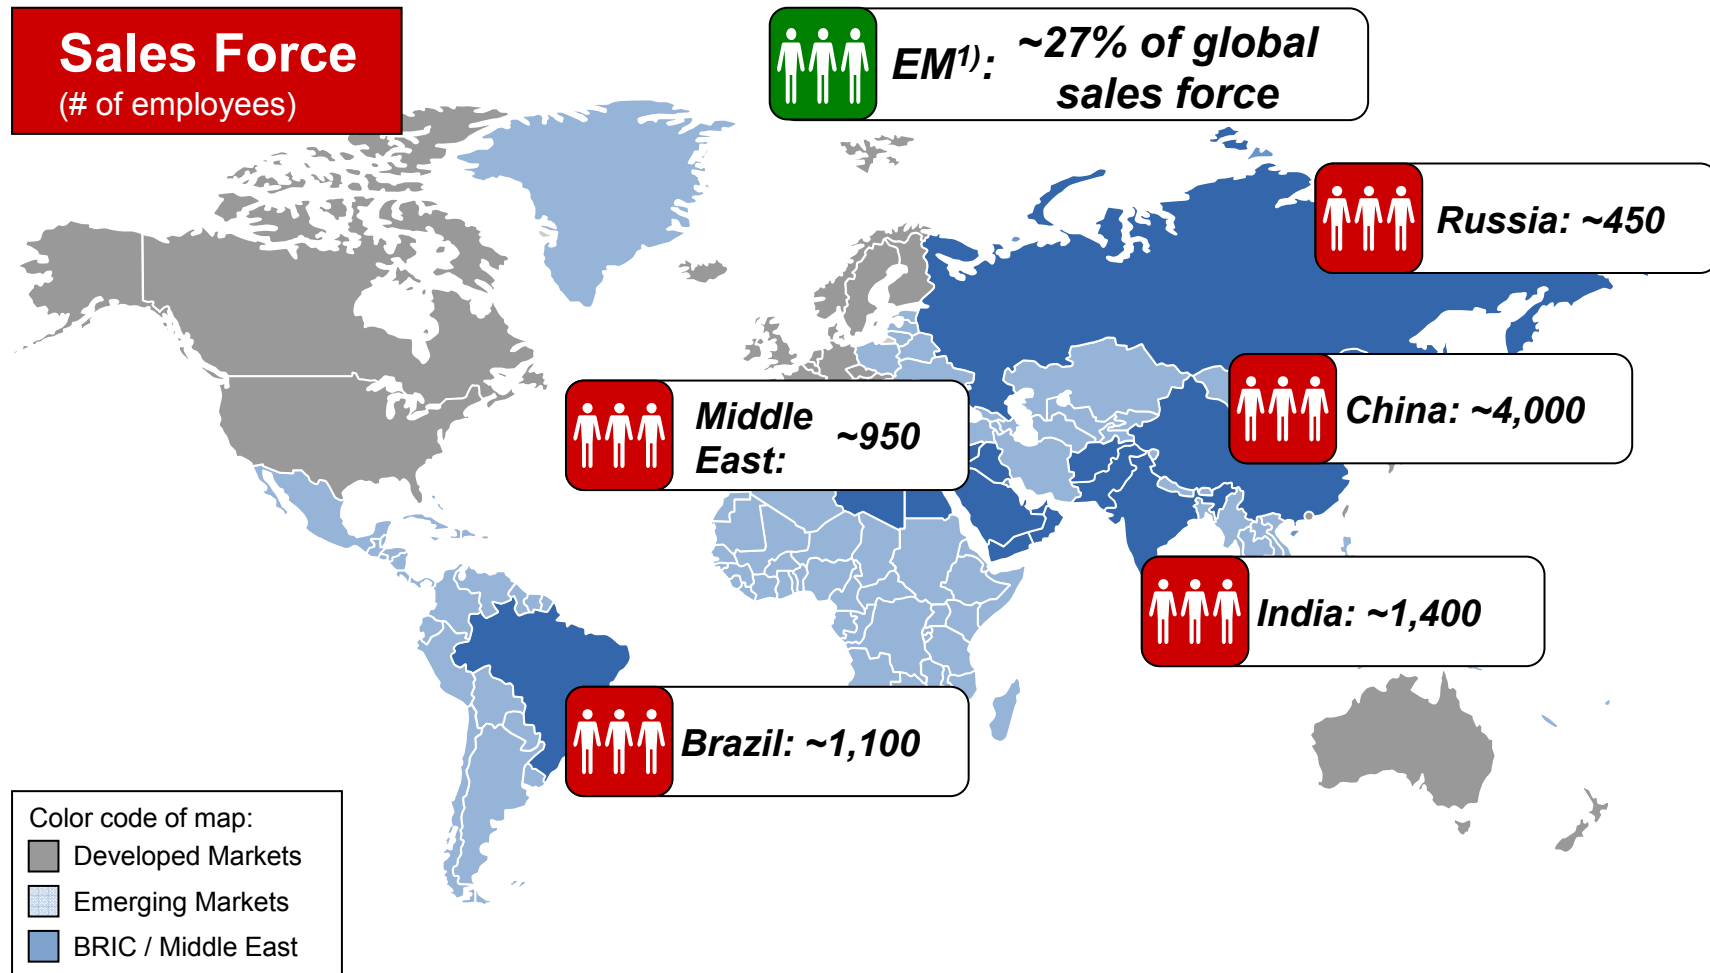 Sales Force
(# of employees)
EM1): ~27% of global
sales force
Russia: ~450
China: ~4,000
Middle
East: ~950
India: ~1,400
Brazil: ~1,100
Color code of map:
Developed Markets
Emerging Markets
BRIC / Middle East